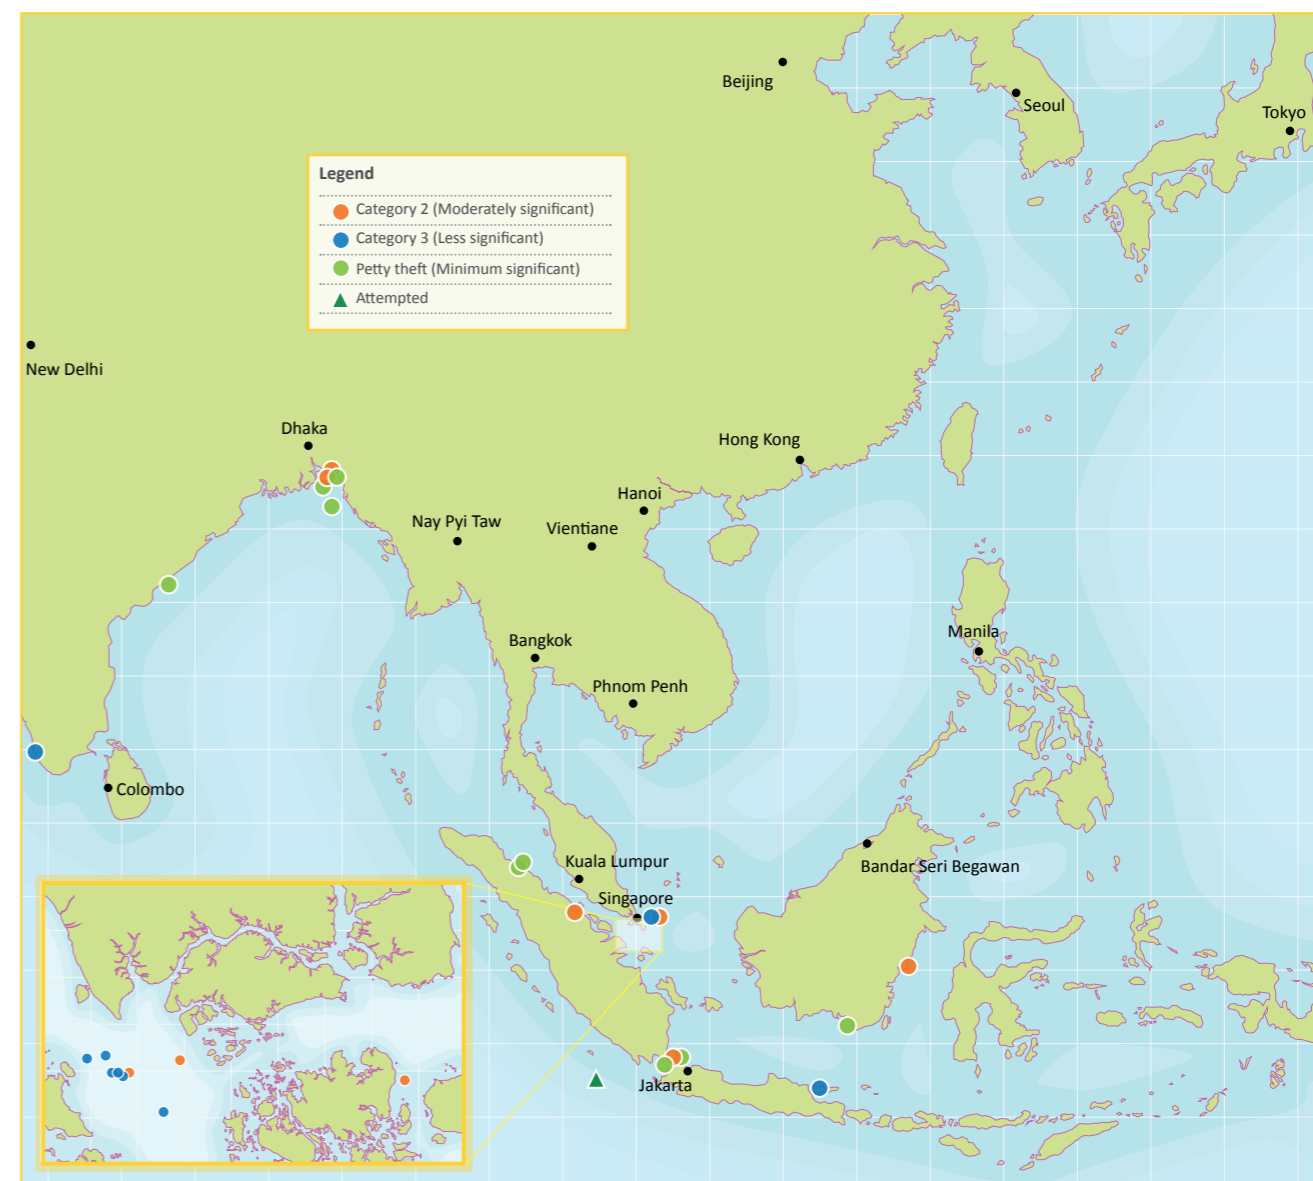 Beijing
Seoul
Tokyo
Legend
Category 2 (Moderately significant)
Category 3 (Less significant)
Petty theft (Minimum significant)
Attempted
New Delhi
Dhaka
Hong Kong
Hanoi
Nay Pyi Taw
Vientiane
Manila
Bangkok
Phnom Penh
Colombo
Kuala Lumpur
Bandar Seri Begawan
Singapore
Jakarta